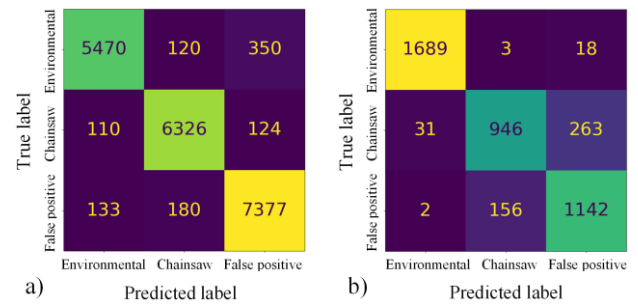 True label
Environmental
Chainsaw
False positive
5470 120 350
110 6326 124
133 180 7377
Environmental Chainsaw False positive
a)
Predicted label
True label
Environmental
Chainsaw
False positive
1689 3 18
31 946 263
2 156 1142
Environmental Chainsaw False positive
b)
Predicted label